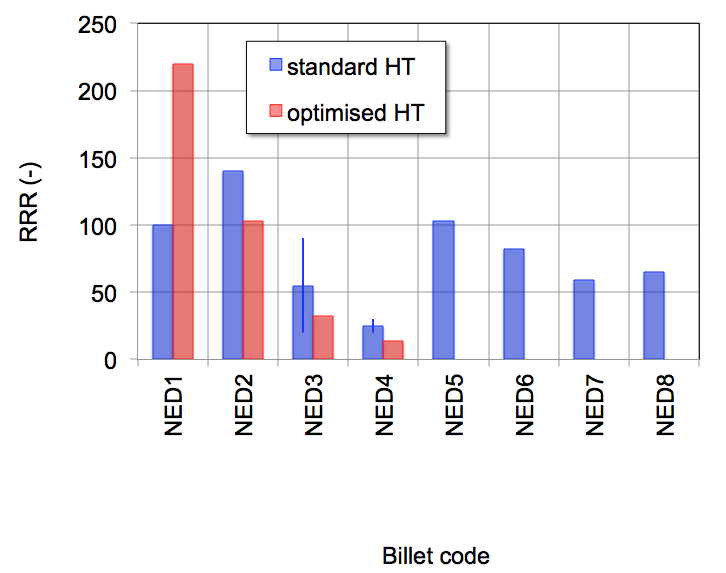 250
200
150
100
50
0
RRR (-)
standard HT
optimised HT
NED1
NED2
NED3
NED4
NED5
NED6
NED7
NED8
Billet code